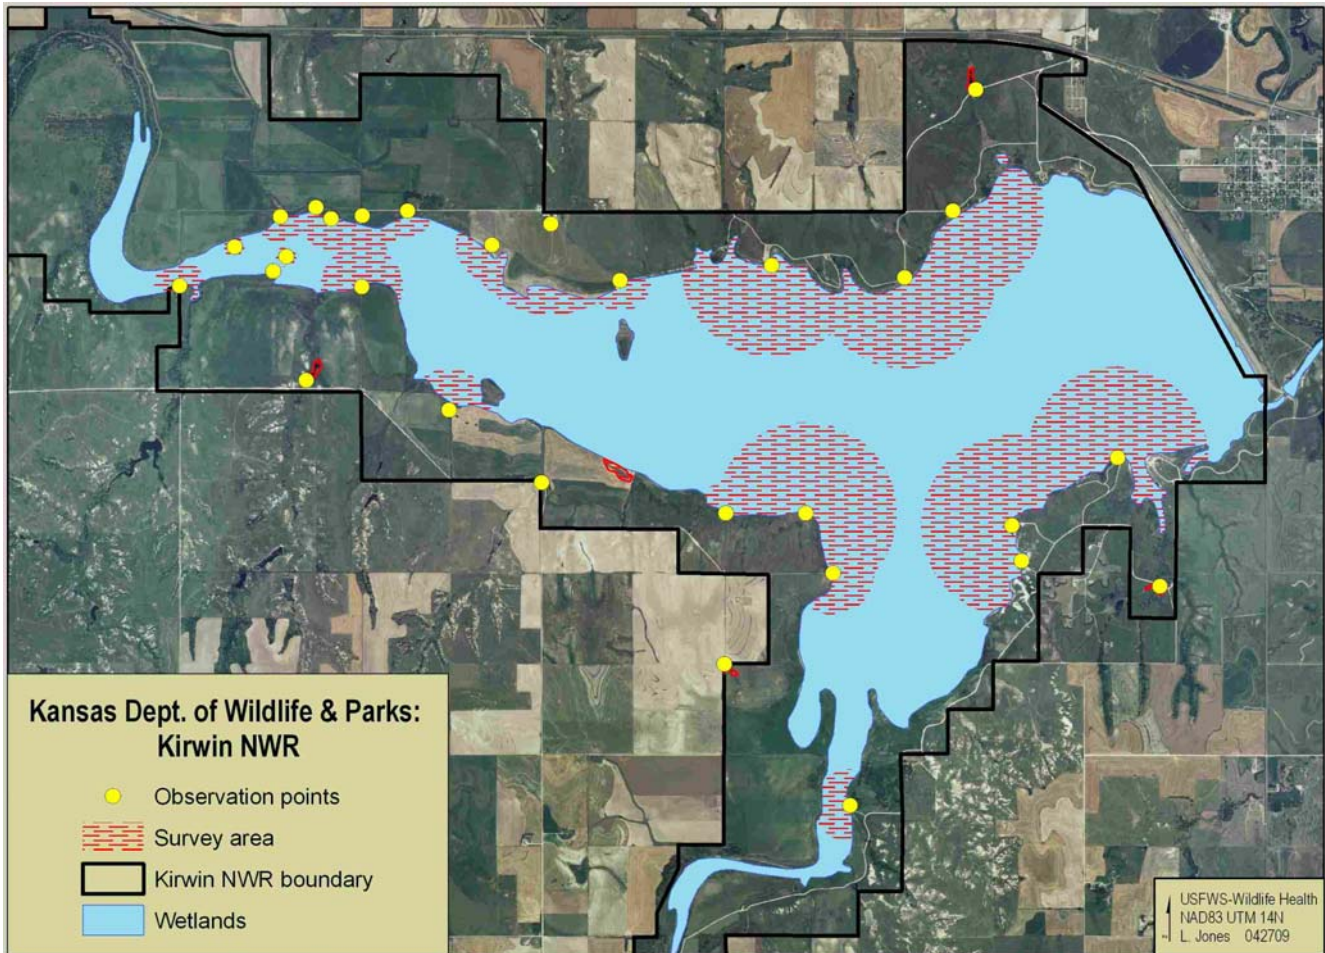 Kansas Dept. of Wildlife & Parks:
Kirwin NWR
Observation points
Survey area
Kirwin NWR boundary
Wetlands
USFWS-Wildlife Health
NAD83 UTM 14N
L. Jones 042709